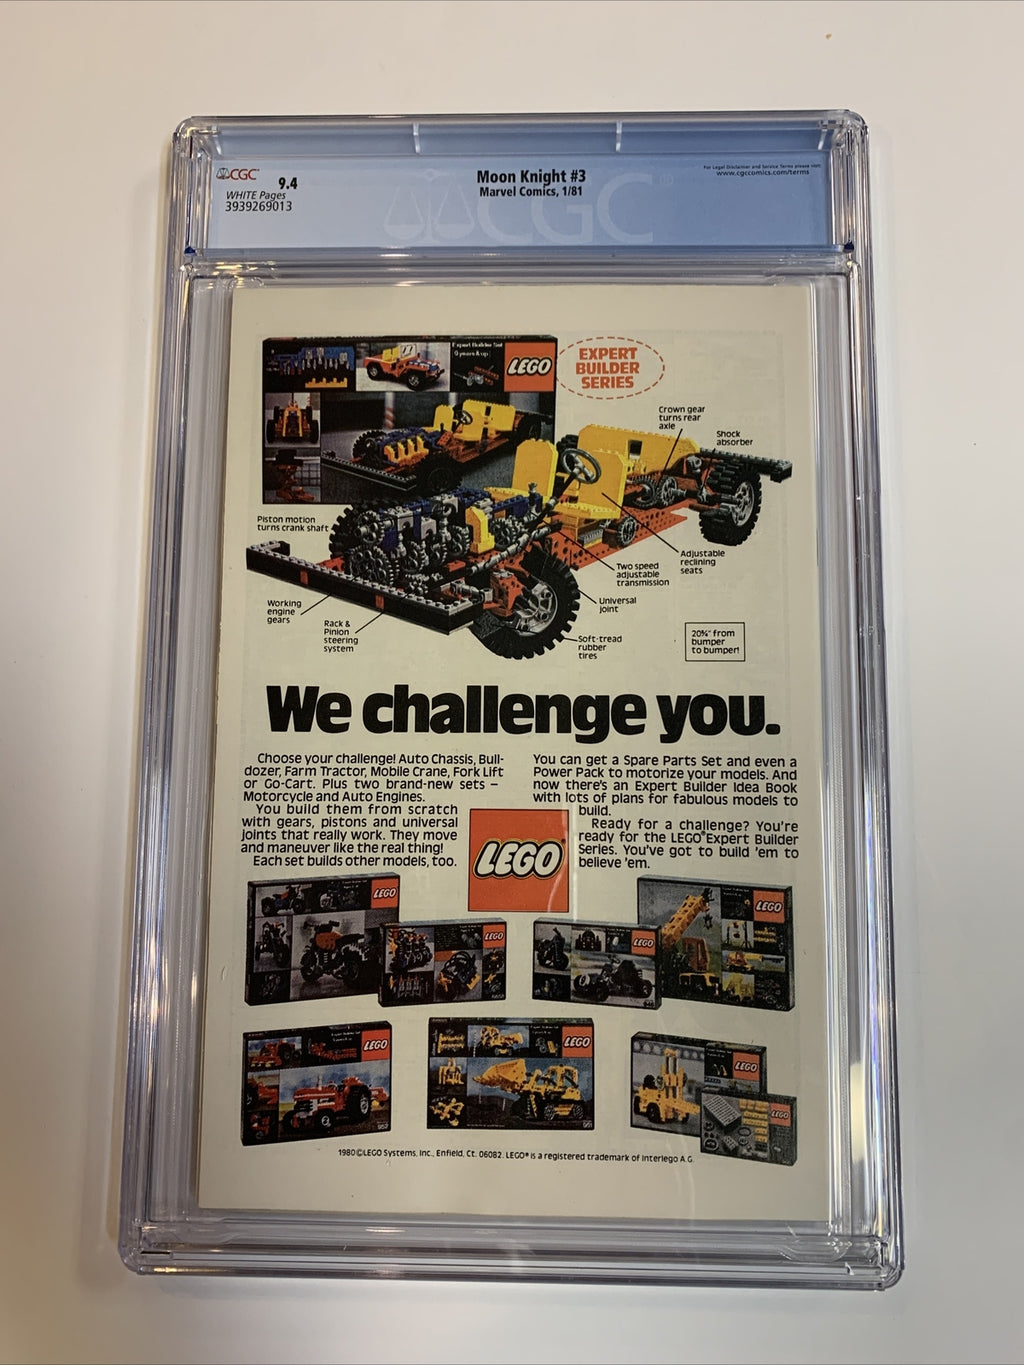 CGC
9.4
WHITE Pages
3939269013
Moon Knight #3
Marvel Comics, 1/81
For Legal Disclaimer and Service Terms please visit:
www.cgccomics.com/terms
CGC
Expert Builder Set
9 years & up
LEGO
EXPERT
BUILDER
SERIES
Crown gear
turns rear
axle
Shock
absorber
Piston motion
turns crank shaft
Adjustable
reclining
seats
Two speed
adjustable
transmission
Universal
joint
Working
engine
gears
Rack &
Pinion
steering
system
Soft-tread
rubber
tires
20¾" from
bumper
to bumper!
We challenge you.
Choose your challenge! Auto Chassis, Bull-
dozer, Farm Tractor, Mobile Crane, Fork Lift
or Go-Cart. Plus two brand-new sets –
Motorcycle and Auto Engines.
You build them from scratch
with gears, pistons and universal
joints that really work. They move
and maneuver like the real thing!
Each set builds other models, too.
You can get a Spare Parts Set and even a
Power Pack to motorize your models. And
now there's an Expert Builder Idea Book
with lots of plans for fabulous models to
build.
Ready for a challenge? You're
ready for the LEGO® Expert Builder
Series. You've got to build 'em to
believe 'em.
LEGO
LEGO
LEGO
LEGO
LEGO
LEGO
LEGO
LEGO
LEGO
1980©LEGO Systems, Inc., Enfield, Ct. 06082. LEGO® is a registered trademark of Interlego A.G.